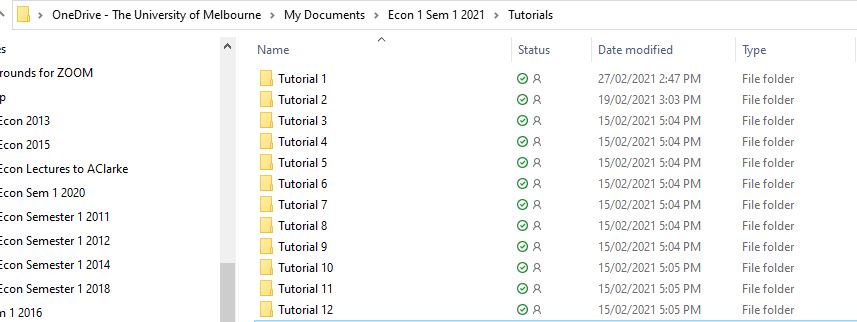 OneDrive - The University of Melbourne > My Documents > Econ 1 Sem 1 2021 > Tutorials
es
rounds for ZOOM
p
Econ 2013
Econ 2015
Econ Lectures to AClarke
Econ Sem 1 2020
Econ Semester 1 2011
Econ Semester 1 2012
Econ Semester 1 2014
Econ Semester 1 2018
m 1 2016
Name Status Date modified Type
Tutorial 1 27/02/2021 2:47 PM File folder
Tutorial 2 19/02/2021 3:03 PM File folder
Tutorial 3 15/02/2021 5:04 PM File folder
Tutorial 4 15/02/2021 5:04 PM File folder
Tutorial 5 15/02/2021 5:04 PM File folder
Tutorial 6 15/02/2021 5:04 PM File folder
Tutorial 7 15/02/2021 5:04 PM File folder
Tutorial 8 15/02/2021 5:04 PM File folder
Tutorial 9 15/02/2021 5:04 PM File folder
Tutorial 10 15/02/2021 5:05 PM File folder
Tutorial 11 15/02/2021 5:05 PM File folder
Tutorial 12 15/02/2021 5:05 PM File folder